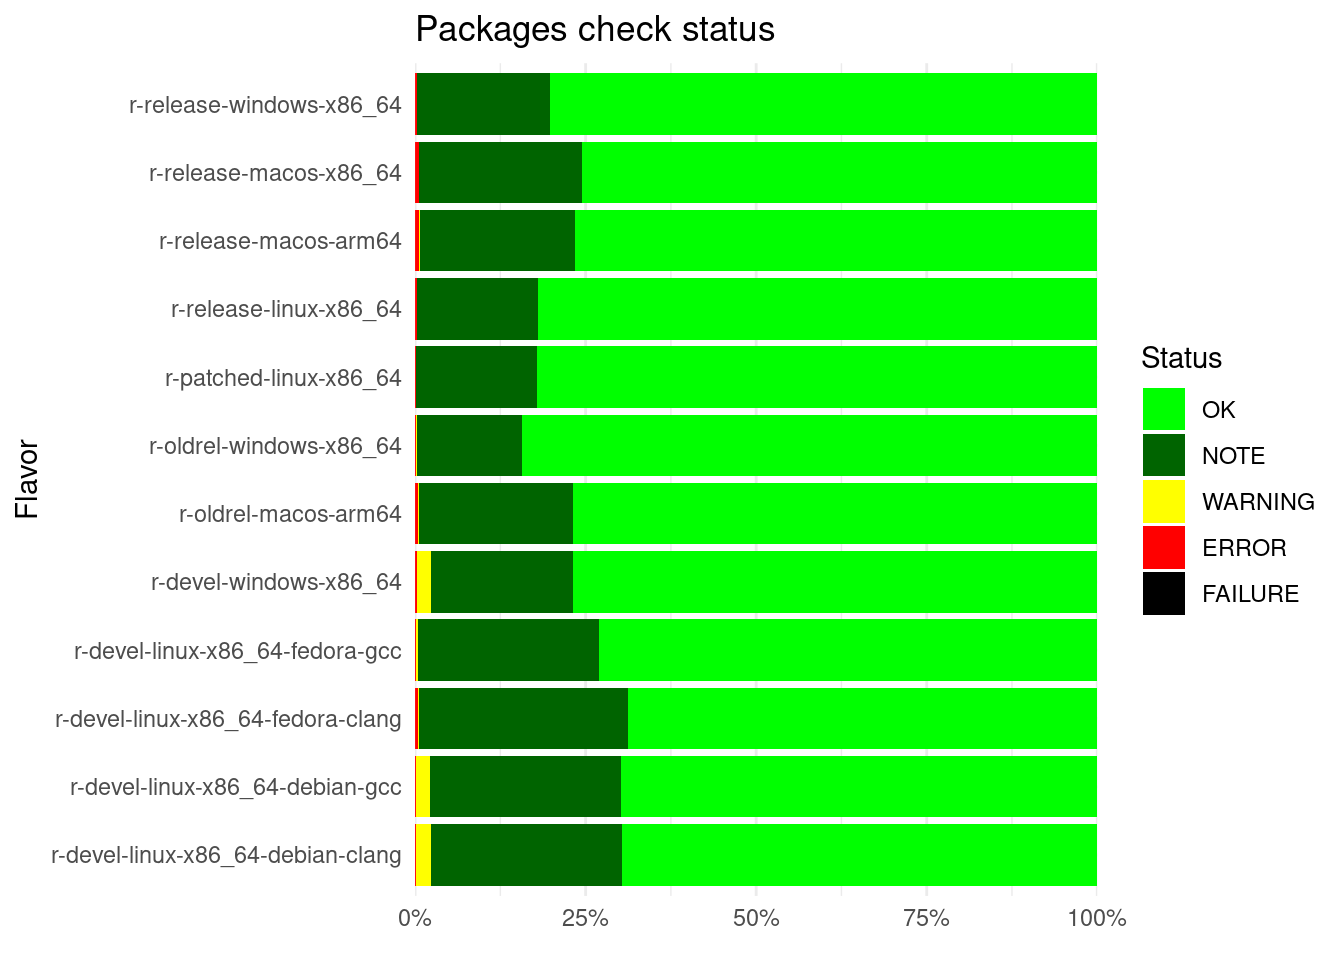 Packages check status
r-release-windows-x86_64
r-release-macos-x86_64
r-release-macos-arm64
r-release-linux-x86_64
r-patched-linux-x86_64
r-oldrel-windows-x86_64
r-oldrel-macos-arm64
r-devel-windows-x86_64
r-devel-linux-x86_64-fedora-gcc
r-devel-linux-x86_64-fedora-clang
r-devel-linux-x86_64-debian-gcc
r-devel-linux-x86_64-debian-clang
Flavor
0% 25% 50% 75% 100%
Status
OK
NOTE
WARNING
ERROR
FAILURE